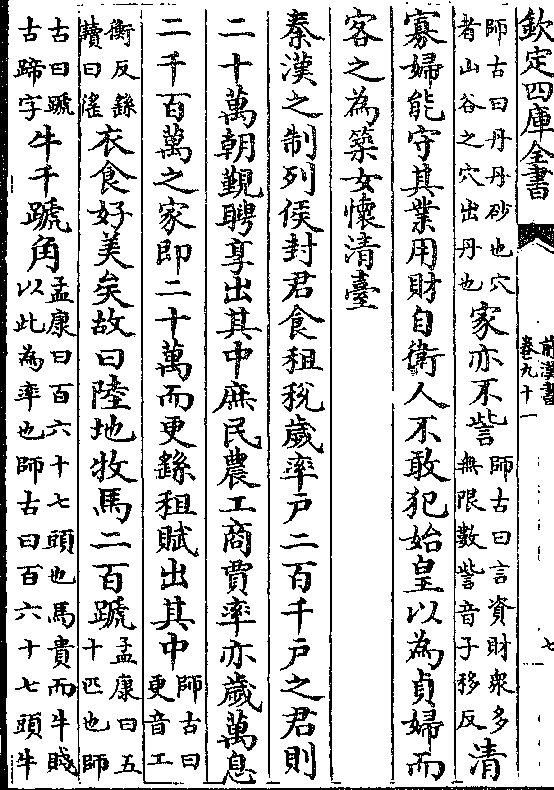 欽定四庫全書
前漢書
卷九十一
七
師古曰丹丹砂也穴
者山谷之穴出丹也
家亦不訾
師古曰言資財衆多
無限數訾音子移反
清
寡婦能守其業用財自衛人不敢犯始皇以為貞婦而
客之為築女懷清臺
秦漢之制列侯封君食租稅歲率户二百千户之君則
二十萬朝覲聘享出其中庶民農工商賈率亦歲萬息
二千百萬之家即二十萬而更繇租賦出其中
師古曰
更音工
衡反繇
讀曰傜
衣食好美矣故曰陸地牧馬二百蹏
孟康曰五
十匹也師
古曰蹏
古蹄字
牛千蹏角
孟康曰百六十七頭也馬貴而牛賤
以此為率也師古曰百六十七頭牛